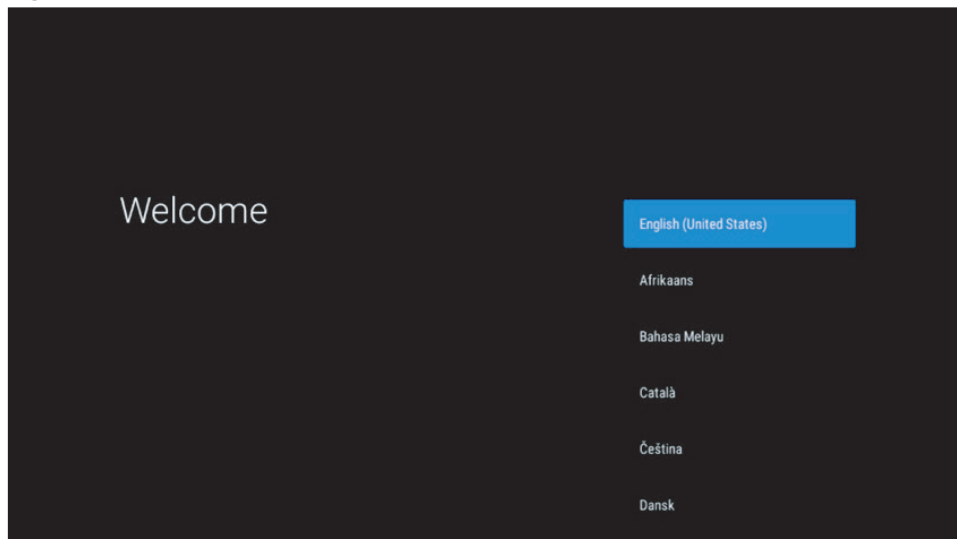 Welcome
English (United States)
Afrikaans
Bahasa Melayu
Català
Čeština
Dansk